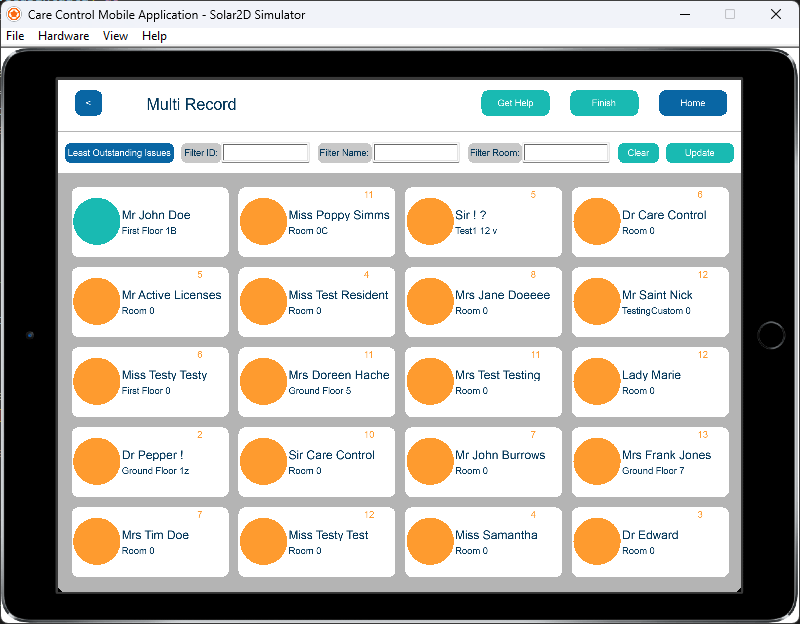 Care Control Mobile Application - Solar2D Simulator
File Hardware View Help
< Multi Record Get Help Finish Home
Least Outstanding Issues Filter ID: Filter Name: Filter Room: Clear Update
Mr John Doe
First Floor 1B
11
Miss Poppy Simms
Room 0C
5
Sir ! ?
Test1 12 v
6
Dr Care Control
Room 0
5
Mr Active Licenses
Room 0
4
Miss Test Resident
Room 0
8
Mrs Jane Doeeee
Room 0
12
Mr Saint Nick
TestingCustom 0
6
Miss Testy Testy
First Floor 0
11
Mrs Doreen Hache
Ground Floor 5
11
Mrs Test Testing
Room 0
12
Lady Marie
Room 0
2
Dr Pepper !
Ground Floor 1z
10
Sir Care Control
Room 0
7
Mr John Burrows
Room 0
13
Mrs Frank Jones
Ground Floor 7
7
Mrs Tim Doe
Room 0
12
Miss Testy Test
Room 0
4
Miss Samantha
Room 0
3
Dr Edward
Room 0